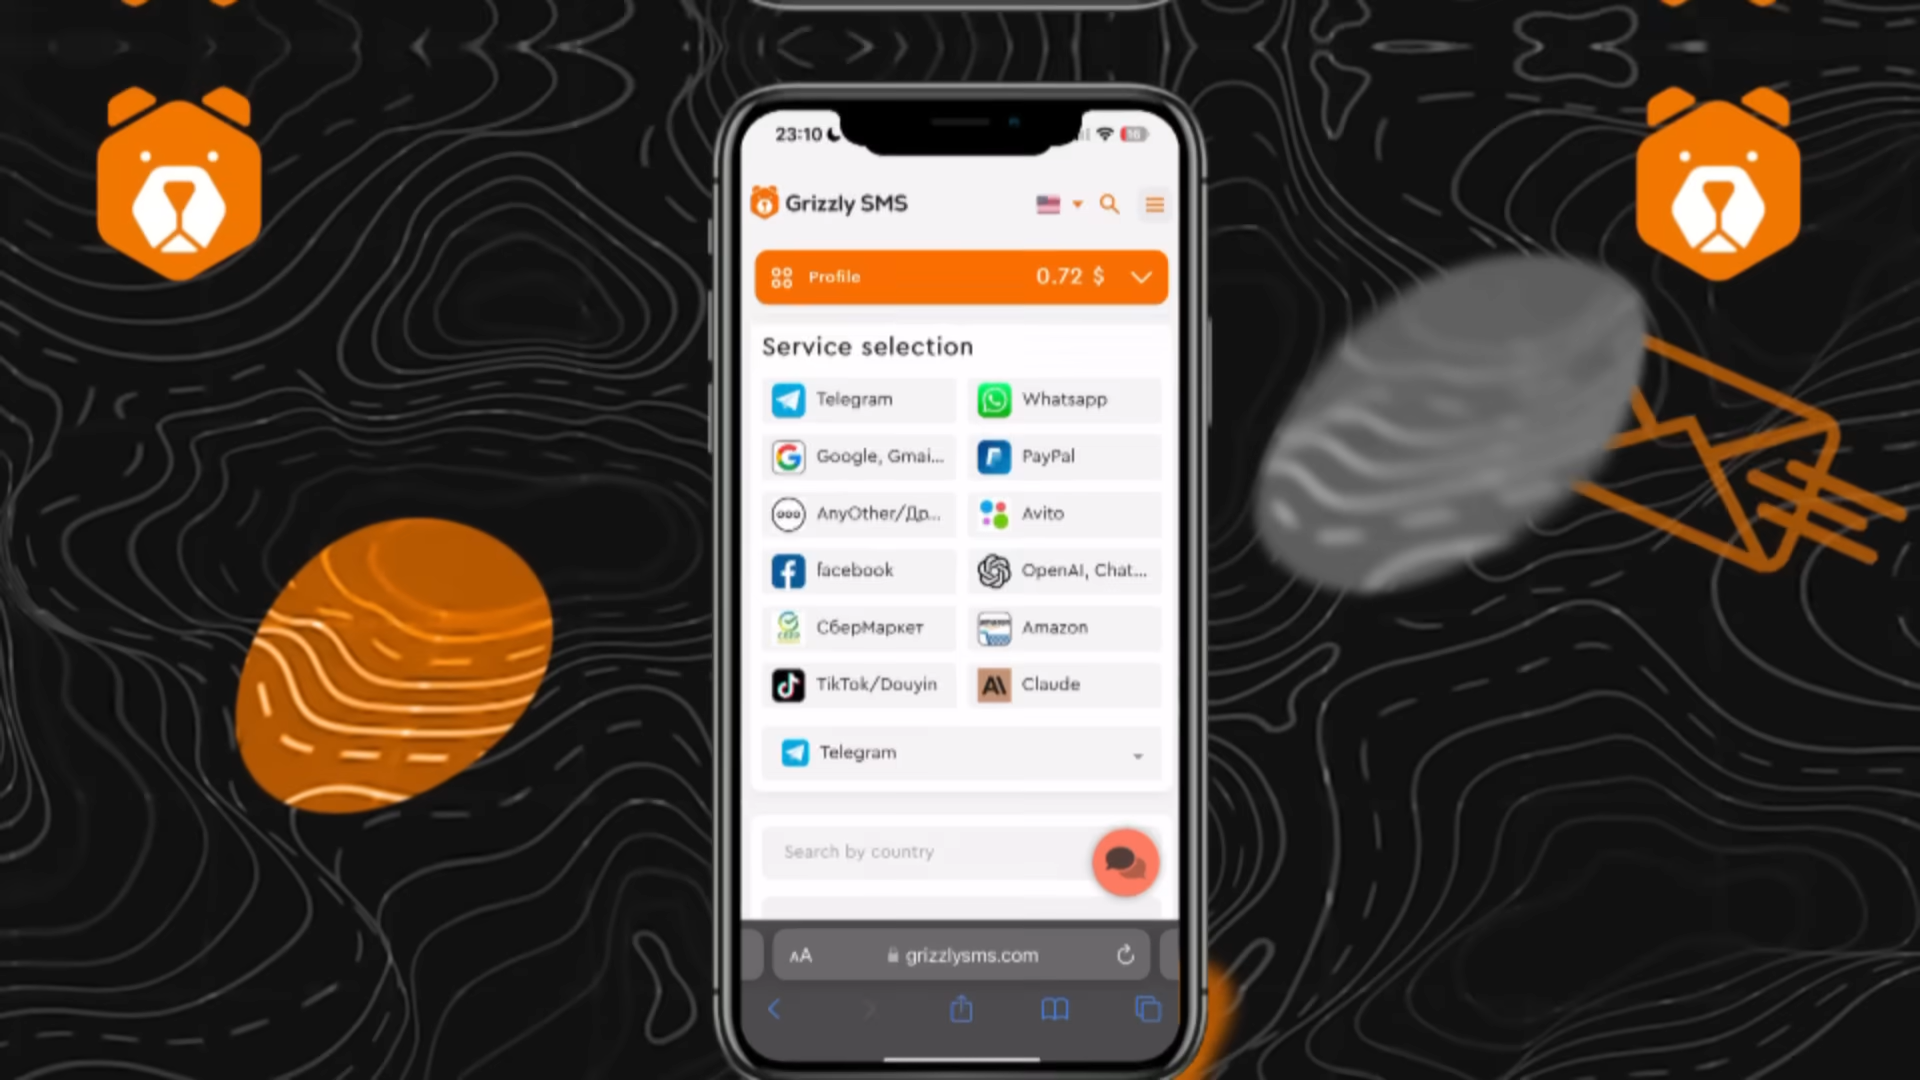 23:10
16
Grizzly SMS
Profile 0.72 $
Service selection
Telegram Whatsapp
Google, Gmai... PayPal
AnyOther/Др... Avito
facebook OpenAI, Chat...
СберМаркет Amazon
TikTok/Douyin Claude
Telegram
Search by country
AA grizzlysms.com